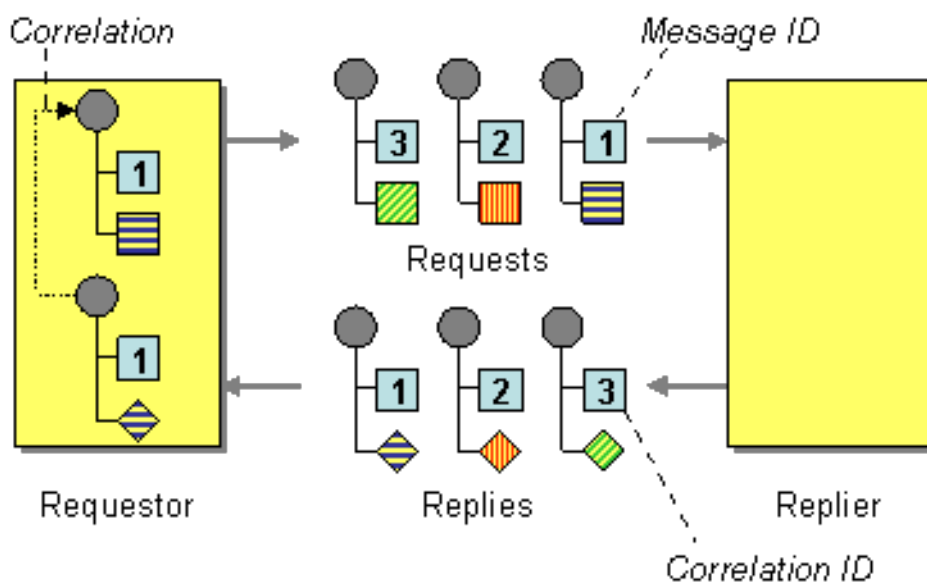 Correlation
Message ID
1
3 2 1
Requests
1
1 2 3
Requestor
Replies
Replier
Correlation ID